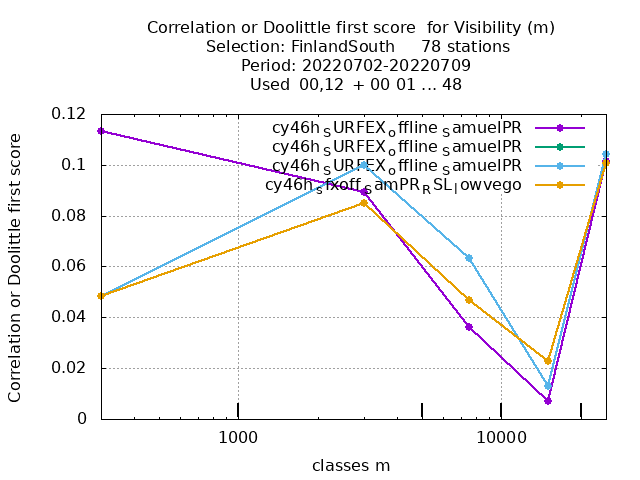 Correlation or Doolittle first score  for Visibility (m)
Selection: FinlandSouth     78 stations
Period: 20220702-20220709
Used  00,12  + 00 01 ... 48
Correlation or Doolittle first score
0.12
0.1
0.08
0.06
0.04
0.02
0
cy46h_SURFEX_offline_SamuelPR
cy46h_SURFEX_offline_SamuelPR
cy46h_SURFEX_offline_SamuelPR
cy46h_sfxoff_SamPR_RSL_lowvego
1000
10000
classes m